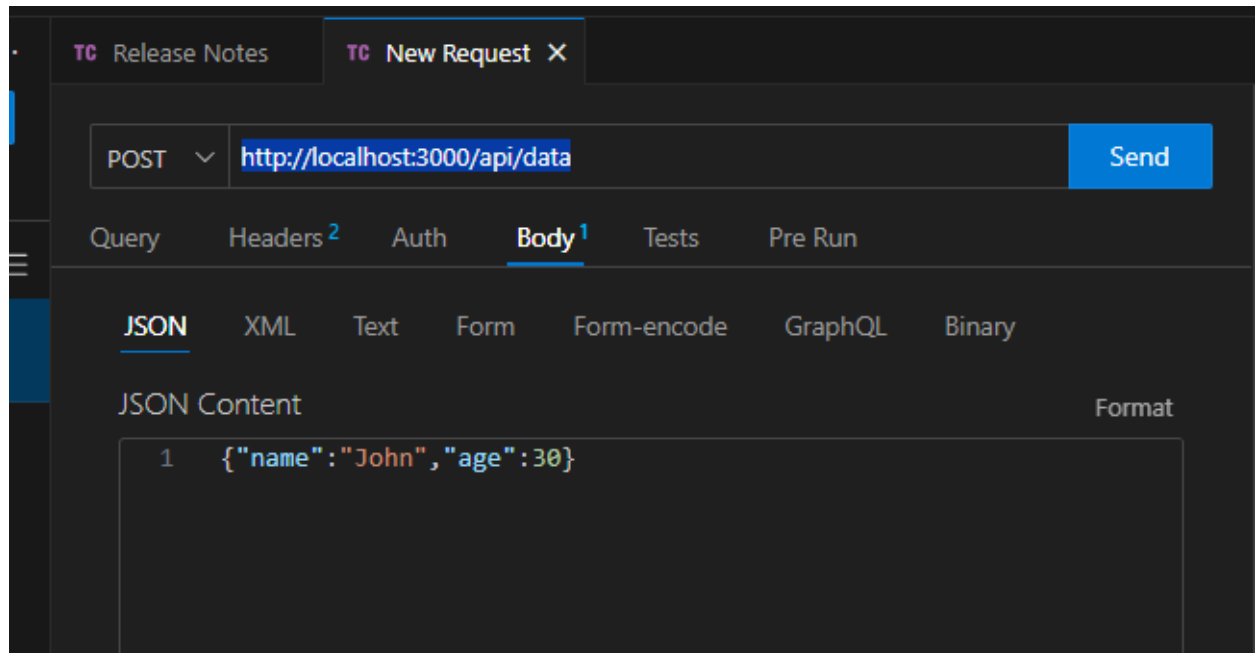 TC Release Notes TC New Request ×
POST http://localhost:3000/api/data Send
Query Headers 2 Auth Body 1 Tests Pre Run
JSON XML Text Form Form-encode GraphQL Binary
JSON Content Format
1 {"name":"John","age":30}